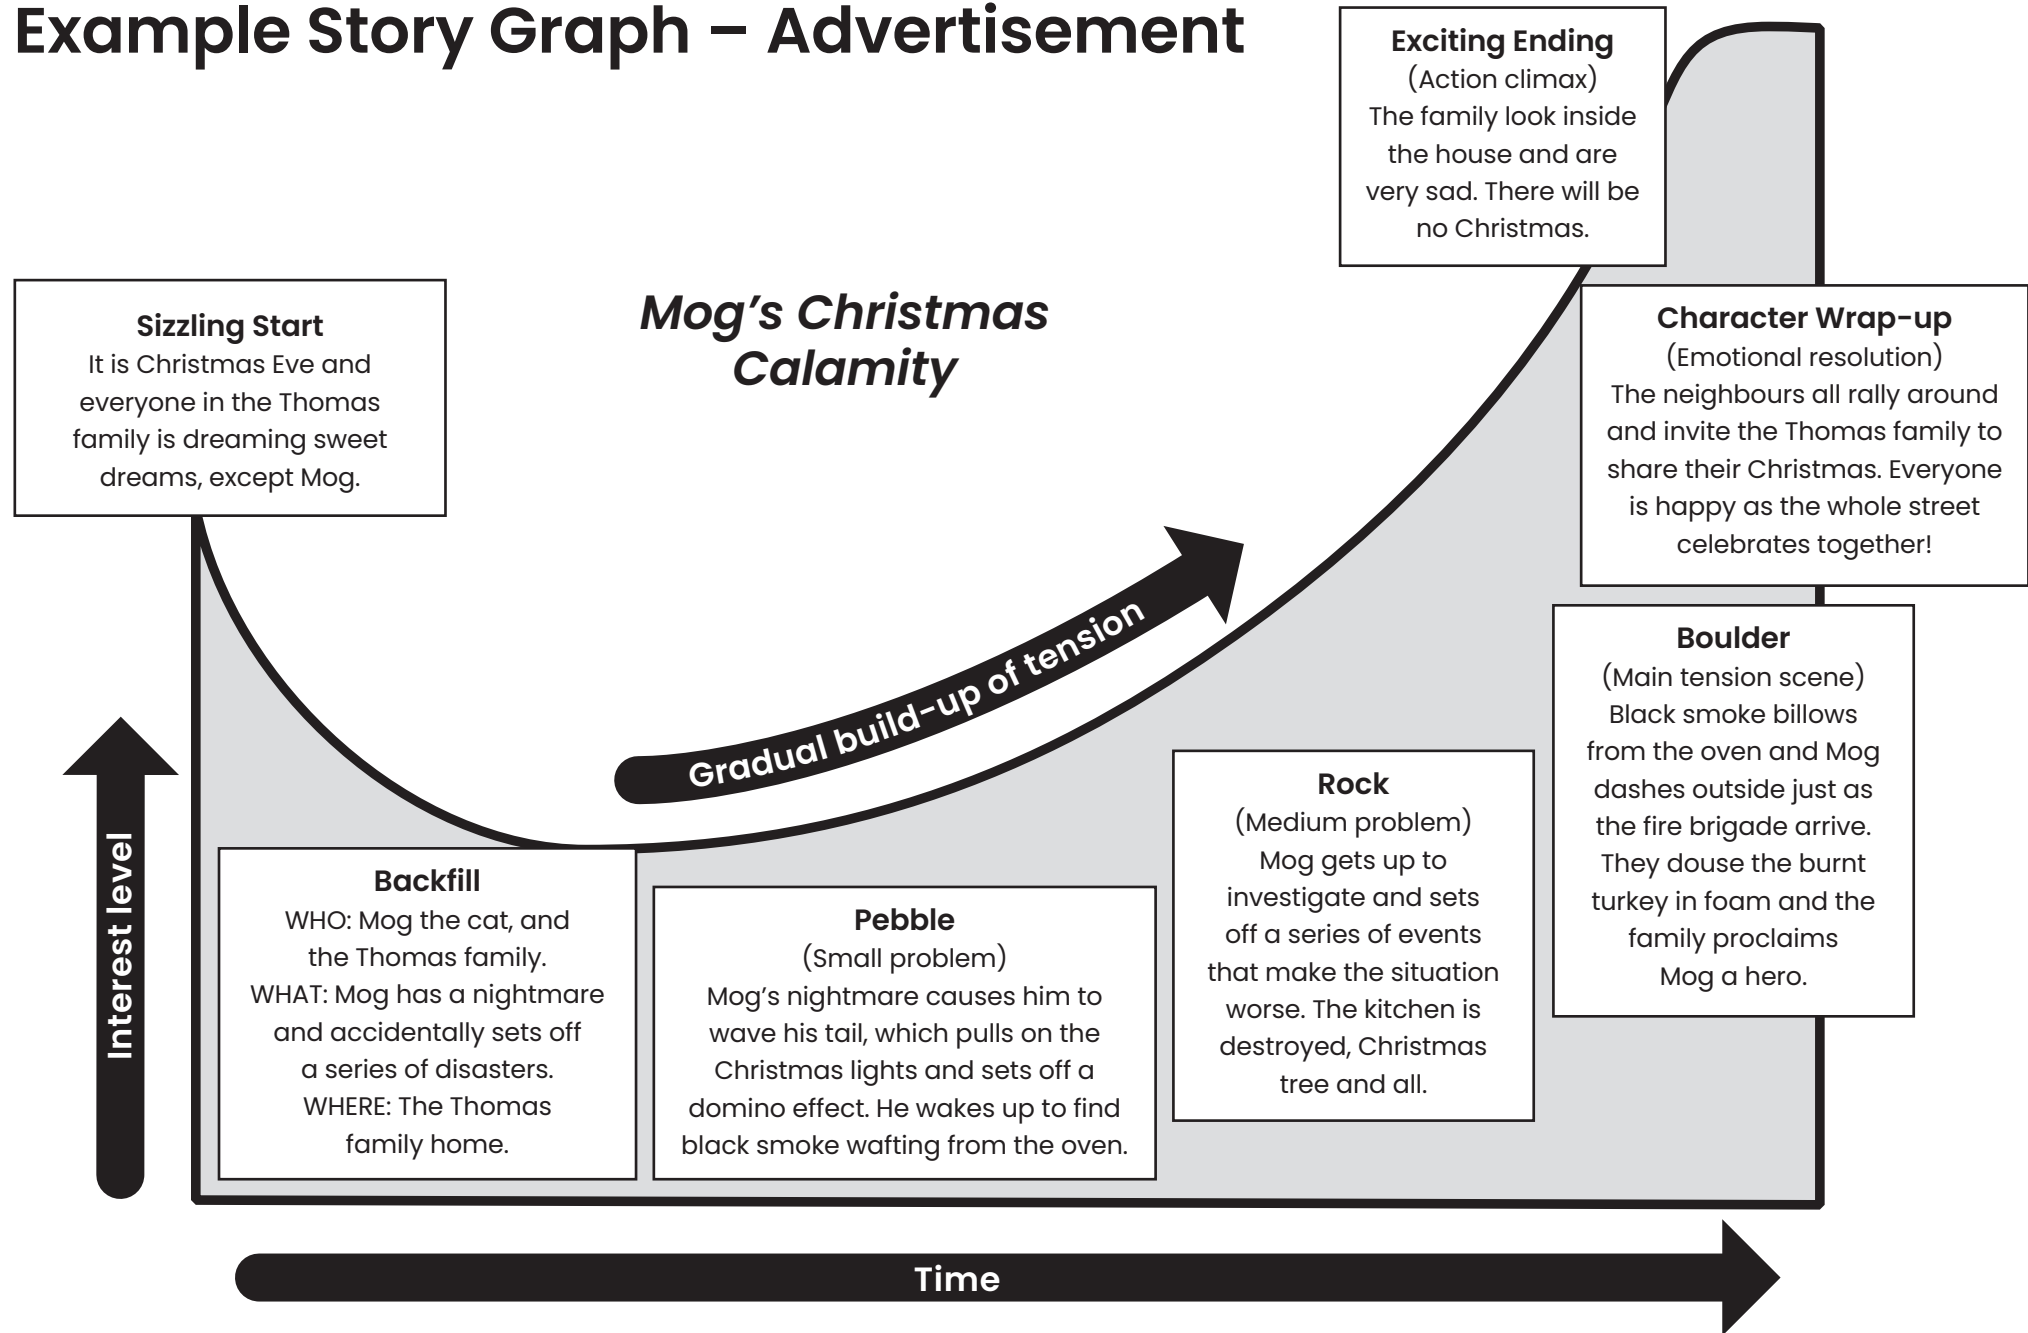 Example Story Graph – Advertisement
Sizzling Start
It is Christmas Eve and
everyone in the Thomas
family is dreaming sweet
dreams, except Mog.
Mog’s Christmas
Calamity
Backfill
WHO: Mog the cat, and
the Thomas family.
WHAT: Mog has a nightmare
and accidentally sets off
a series of disasters.
WHERE: The Thomas
family home.
Pebble
(Small problem)
Mog’s nightmare causes him to
wave his tail, which pulls on the
Christmas lights and sets off a
domino effect. He wakes up to find
black smoke wafting from the oven.
Gradual build-up of tension
Rock
(Medium problem)
Mog gets up to
investigate and sets
off a series of events
that make the situation
worse. The kitchen is
destroyed, Christmas
tree and all.
Boulder
(Main tension scene)
Black smoke billows
from the oven and Mog
dashes outside just as
the fire brigade arrive.
They douse the burnt
turkey in foam and the
family proclaims
Mog a hero.
Exciting Ending
(Action climax)
The family look inside
the house and are
very sad. There will be
no Christmas.
Character Wrap-up
(Emotional resolution)
The neighbours all rally around
and invite the Thomas family to
share their Christmas. Everyone
is happy as the whole street
celebrates together!
Interest level
Time